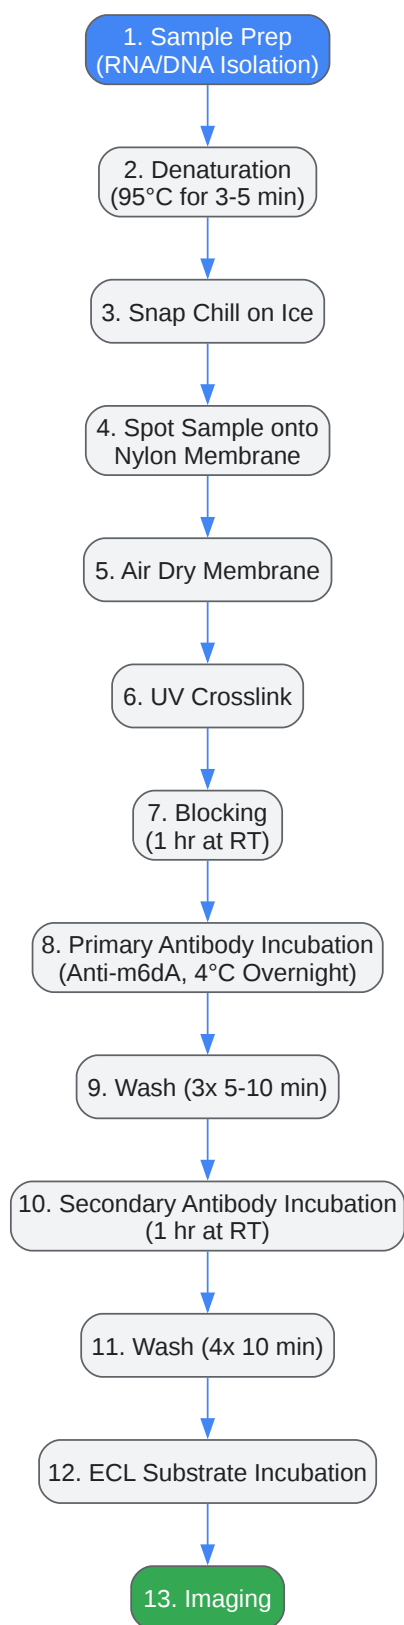 1. Sample Prep
(RNA/DNA Isolation)
2. Denaturation
(95°C for 3-5 min)
3. Snap Chill on Ice
4. Spot Sample onto
Nylon Membrane
5. Air Dry Membrane
6. UV Crosslink
7. Blocking
(1 hr at RT)
8. Primary Antibody Incubation
(Anti-m6dA, 4°C Overnight)
9. Wash (3x 5-10 min)
10. Secondary Antibody Incubation
(1 hr at RT)
11. Wash (4x 10 min)
12. ECL Substrate Incubation
13. Imaging